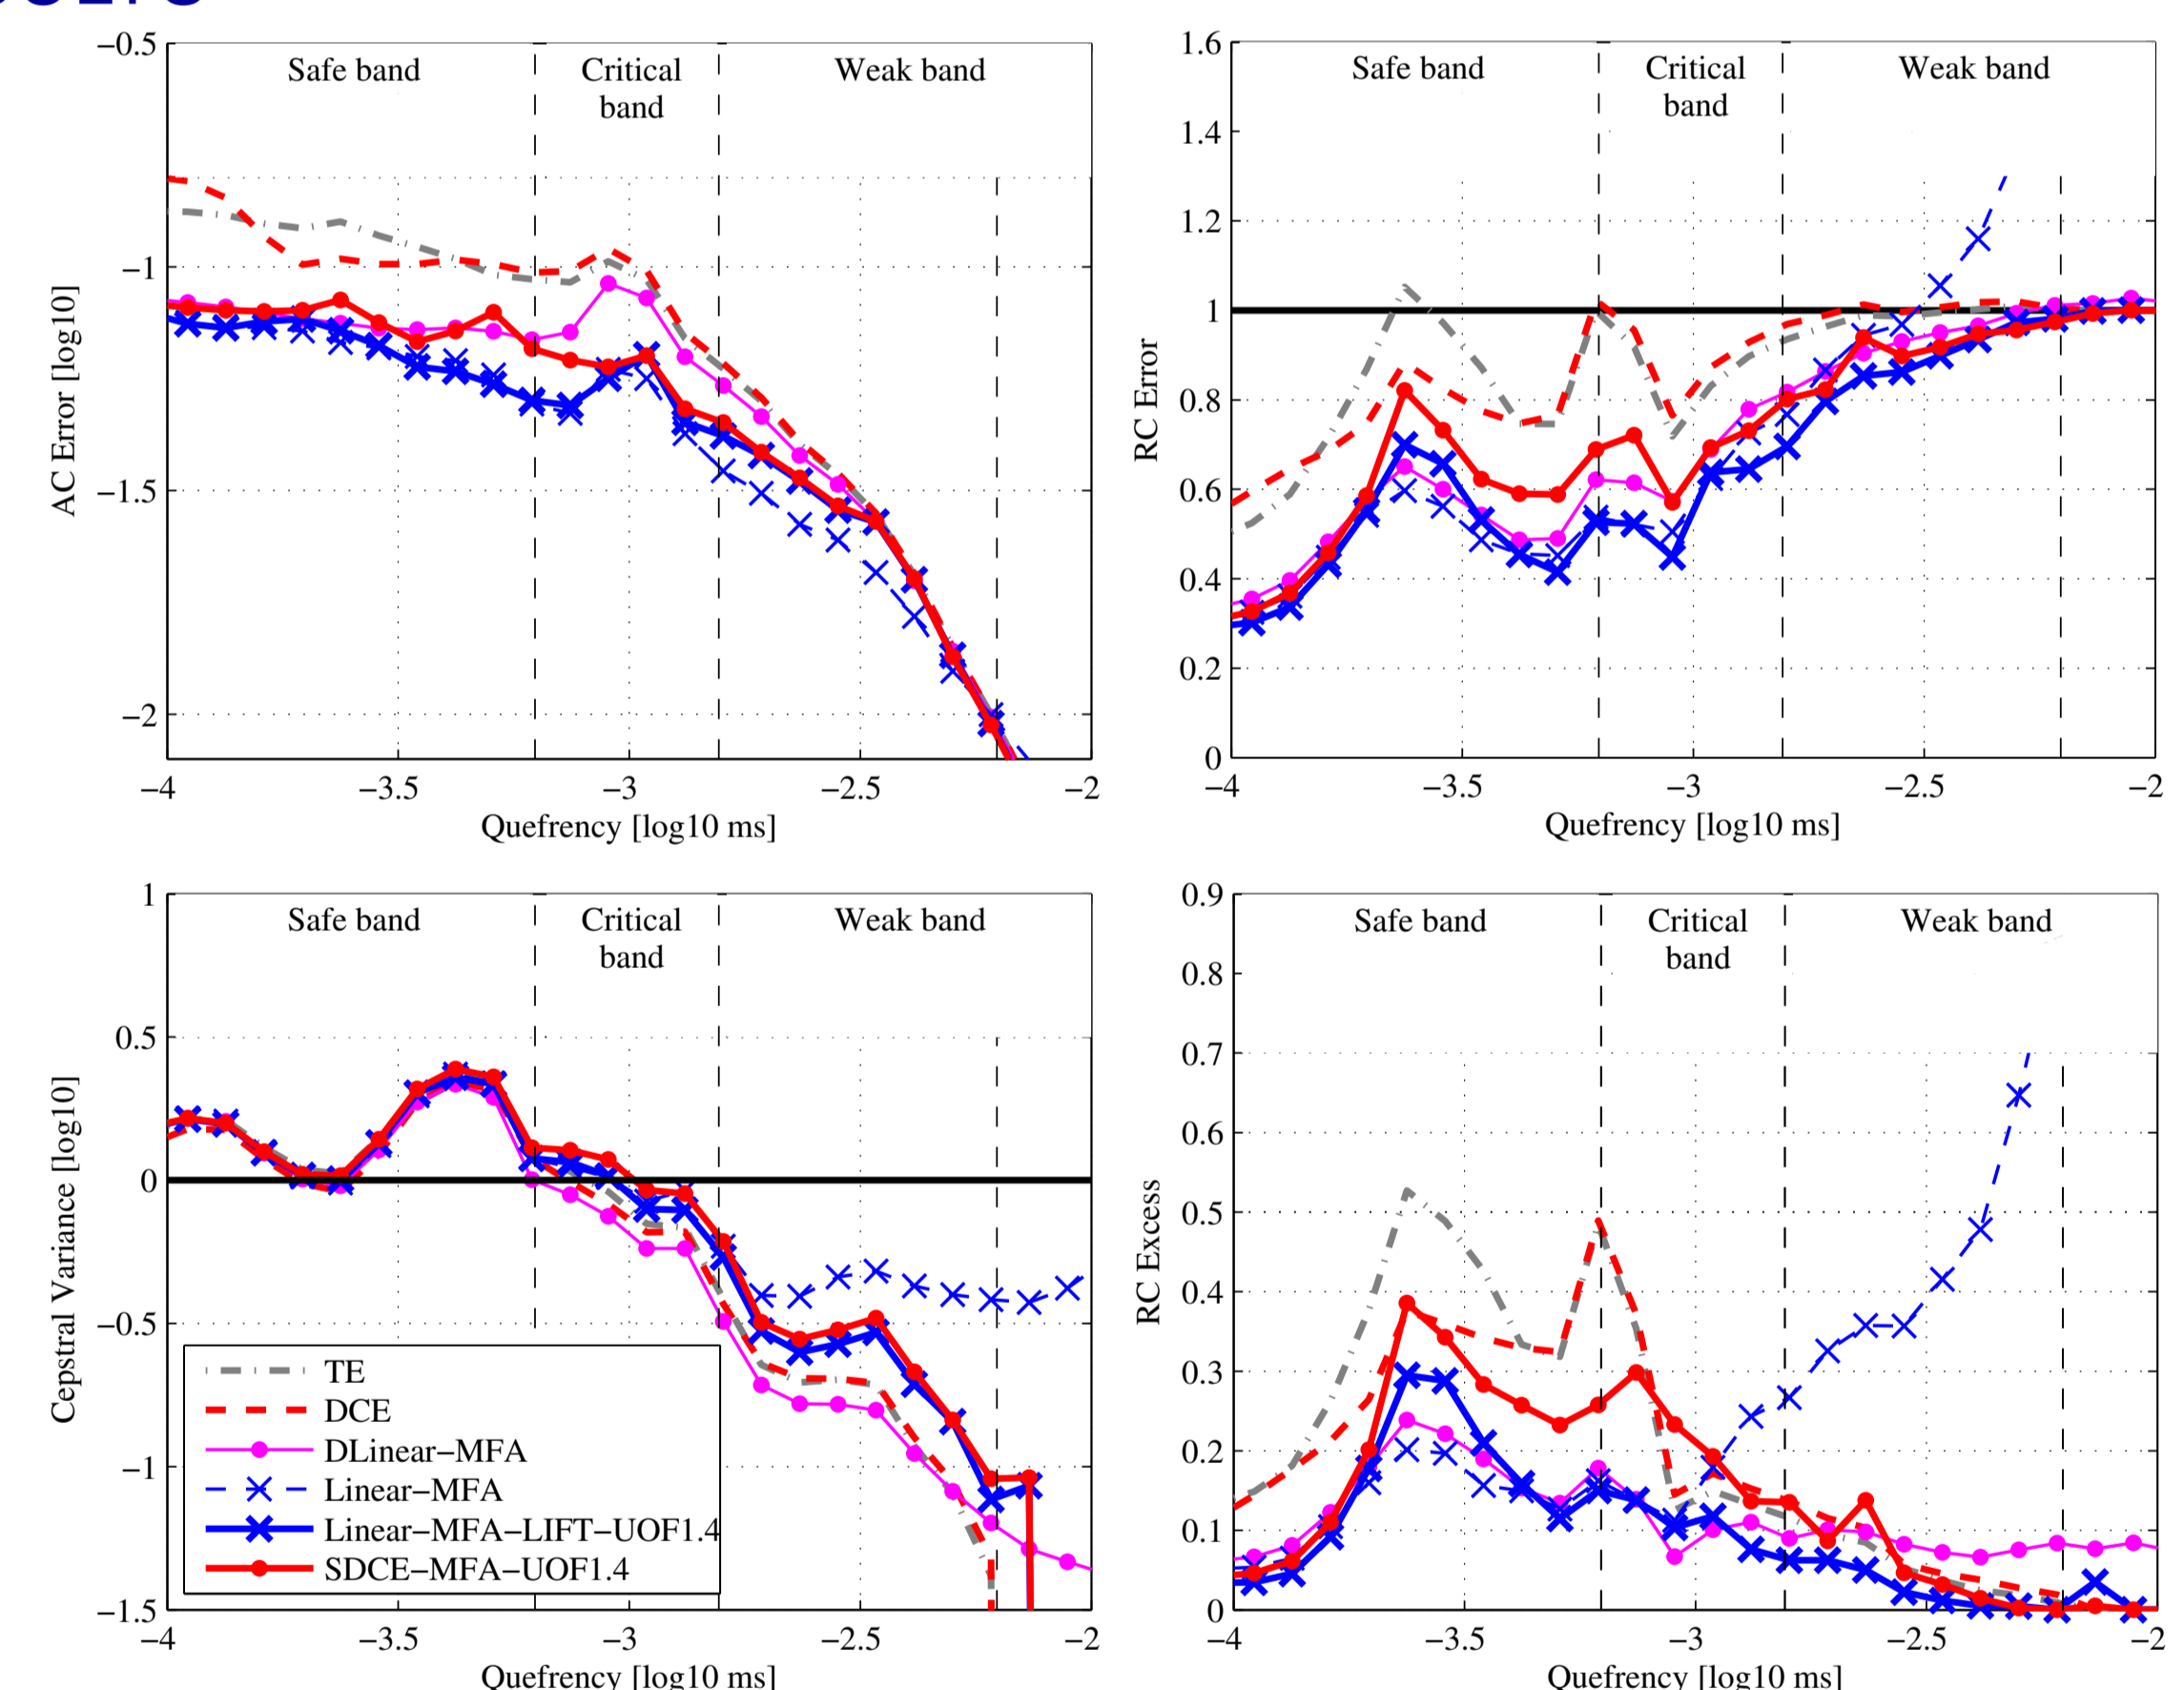 −0.5
Safe band
Critical
band
Weak band
−1
−1.5
−2
AC Error [log10]
−4
−3.5
−3
−2.5
−2
Quefrency [log10 ms]
1.6
Safe band
Critical
band
Weak band
1.4
1.2
1
0.8
0.6
0.4
0.2
0
RC Error
−4
−3.5
−3
−2.5
−2
Quefrency [log10 ms]
1
Safe band
Critical
band
Weak band
0.5
0
−0.5
−1
−1.5
Cepstral Variance [log10]
TE
DCE
DLinear−MFA
Linear−MFA
Linear−MFA−LIFT−UOF1.4
SDCE−MFA−UOF1.4
−4
−3.5
−3
−2.5
−2
Quefrency [log10 ms]
0.9
Safe band
Critical
band
Weak band
0.8
0.7
0.6
0.5
0.4
0.3
0.2
0.1
0
RC Excess
−4
−3.5
−3
−2.5
−2
Quefrency [log10 ms]